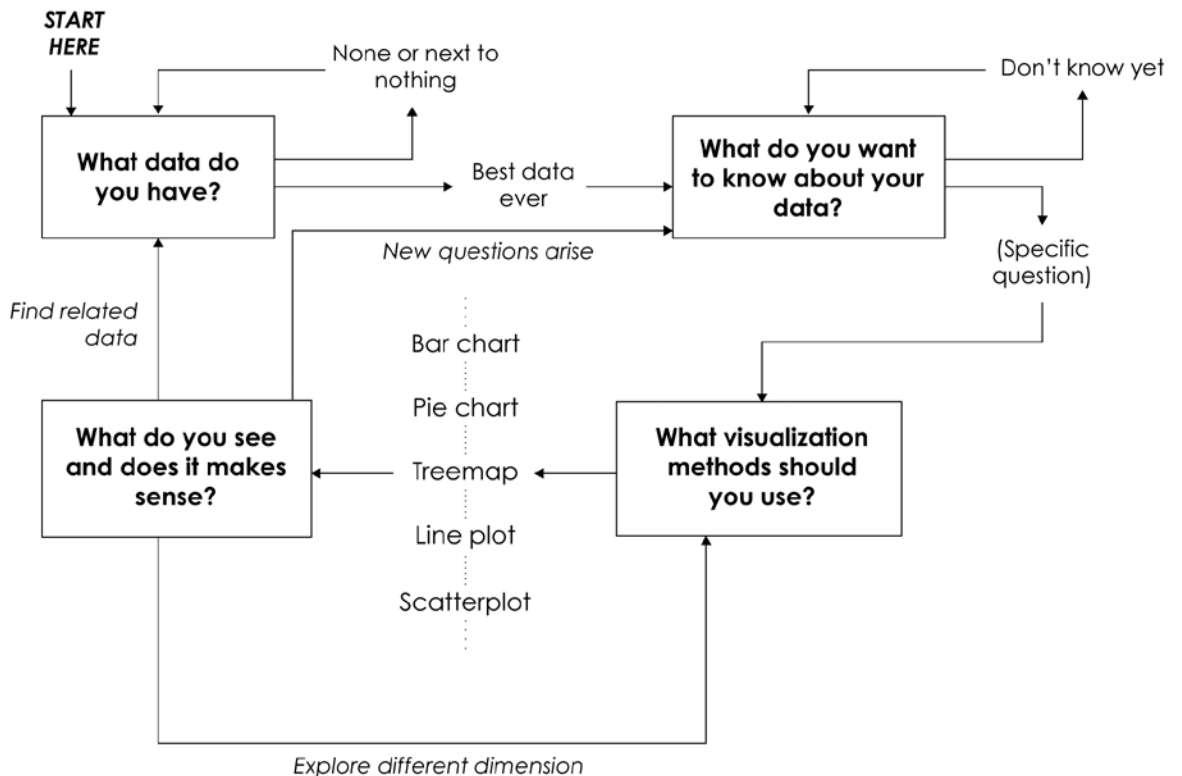 START
HERE
None or next to
nothing
Don't know yet
What data do
you have?
Best data
ever
What do you want
to know about your
data?
New questions arise
(Specific
question)
Find related
data
Bar chart
Pie chart
Treemap
Line plot
Scatterplot
What do you see
and does it makes
sense?
What visualization
methods should
you use?
Explore different dimension